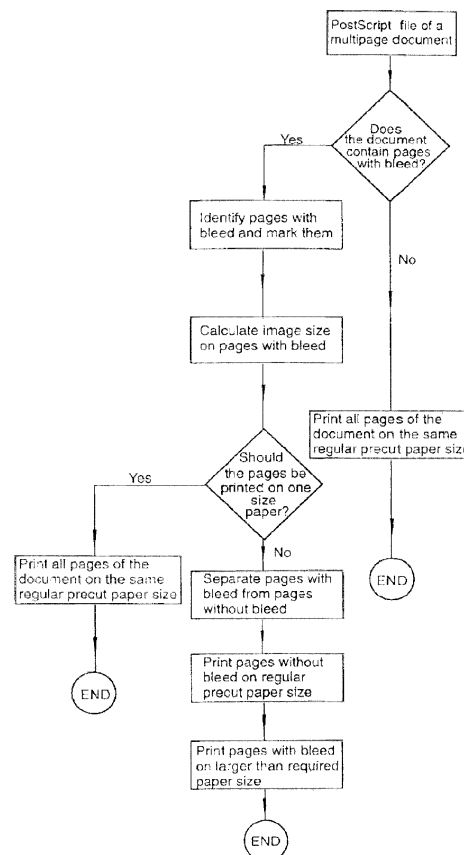 PostScript file of a
multipage document
Does
the document
contain pages
with bleed?
Yes
No
Identify pages with
bleed and mark them
Calculate image size
on pages with bleed
Print all pages of the
document on the same
regular precut paper size
END
Should
the pages be
printed on one
size
paper?
Yes
No
Print all pages of the
document on the same
regular precut paper size
END
Separate pages with
bleed from pages
without bleed
Print pages without
bleed on regular
precut paper size
Print pages with bleed
on larger than required
paper size
END